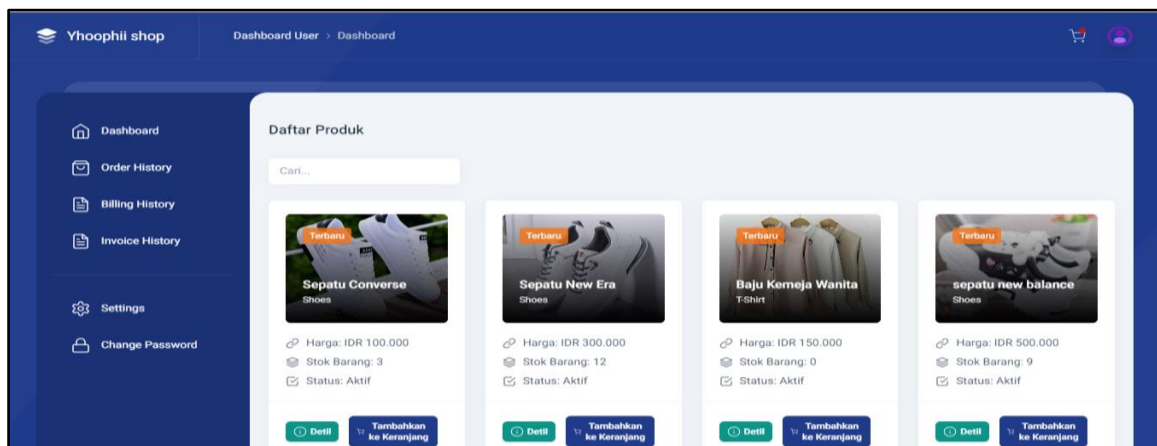 Yhoophii shop
Dashboard User > Dashboard
Dashboard
Order History
Billing History
Invoice History
Settings
Change Password
Daftar Produk
Cari...
Terbaru
Sepatu Converse
Shoes
Harga: IDR 100.000
Stok Barang: 3
Status: Aktif
Detil
Tambahkan
ke Keranjang
Terbaru
Sepatu New Era
Shoes
Harga: IDR 300.000
Stok Barang: 12
Status: Aktif
Detil
Tambahkan
ke Keranjang
Terbaru
Baju Kemeja Wanita
T-Shirt
Harga: IDR 150.000
Stok Barang: 0
Status: Aktif
Detil
Tambahkan
ke Keranjang
Terbaru
sepatu new balance
Shoes
Harga: IDR 500.000
Stok Barang: 9
Status: Aktif
Detil
Tambahkan
ke Keranjang